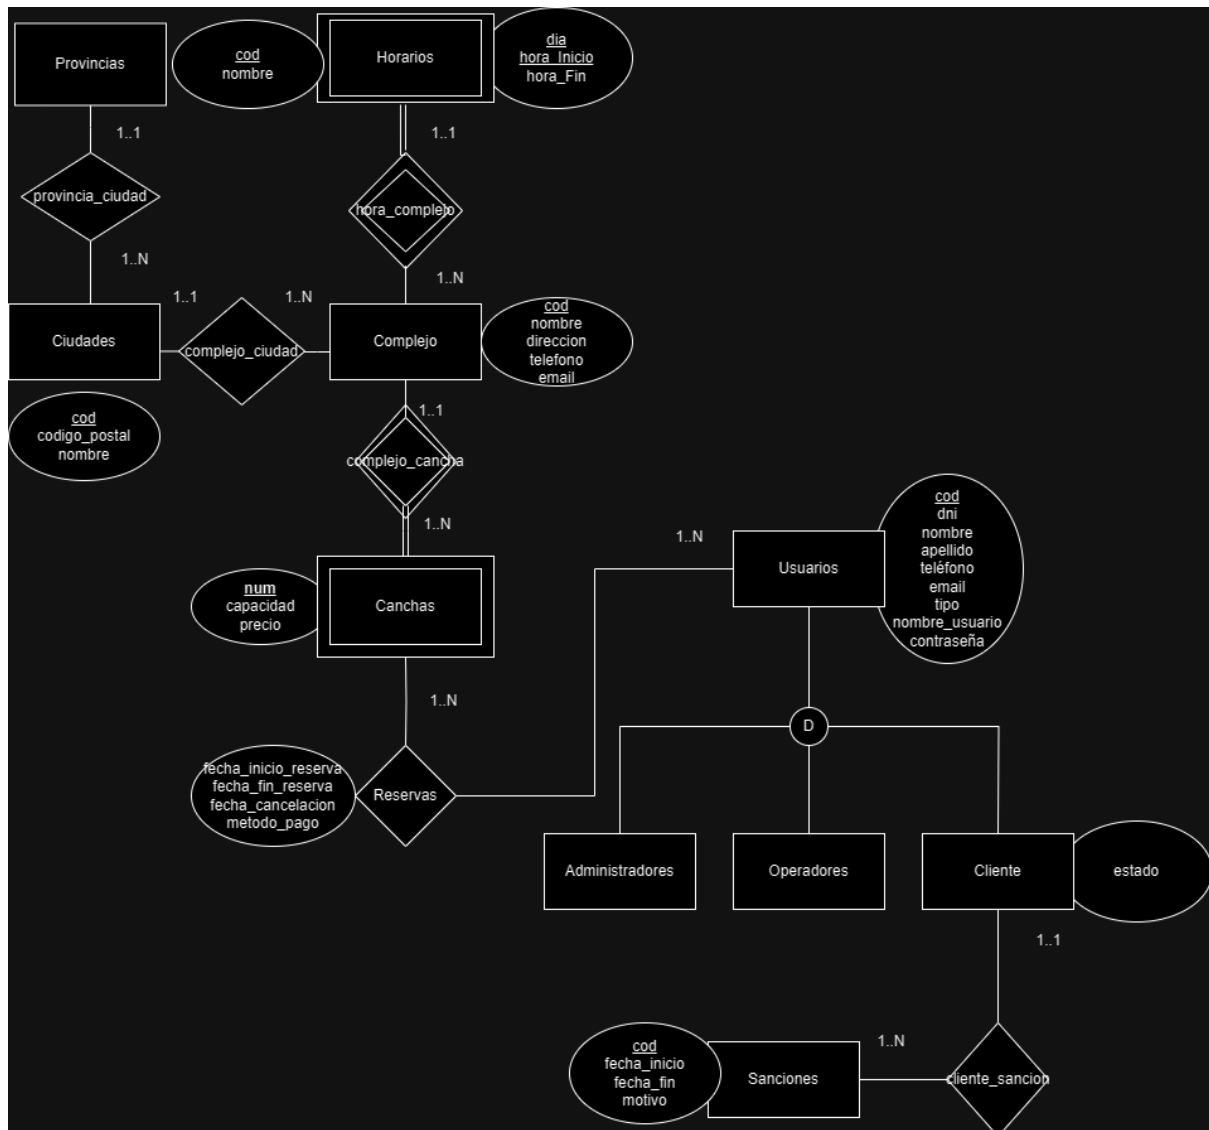 Provincias
cod
nombre
Horarios
dia
hora_Inicio
hora_Fin
1..1
1..1
provincia_ciudad
hora_complejo
1..N
1..N
1..1
1..N
Ciudades
complejo_ciudad
Complejo
cod
nombre
direccion
telefono
email
cod
codigo_postal
nombre
1..1
complejo_cancha
1..N
num
capacidad
precio
Canchas
1..N
Usuarios
cod
dni
nombre
apellido
teléfono
email
tipo
nombre_usuario
contraseña
1..N
D
fecha_inicio_reserva
fecha_fin_reserva
fecha_cancelacion
metodo_pago
Reservas
Administradores
Operadores
Cliente
estado
1..1
cod
fecha_inicio
fecha_fin
motivo
Sanciones
1..N
cliente_sancion